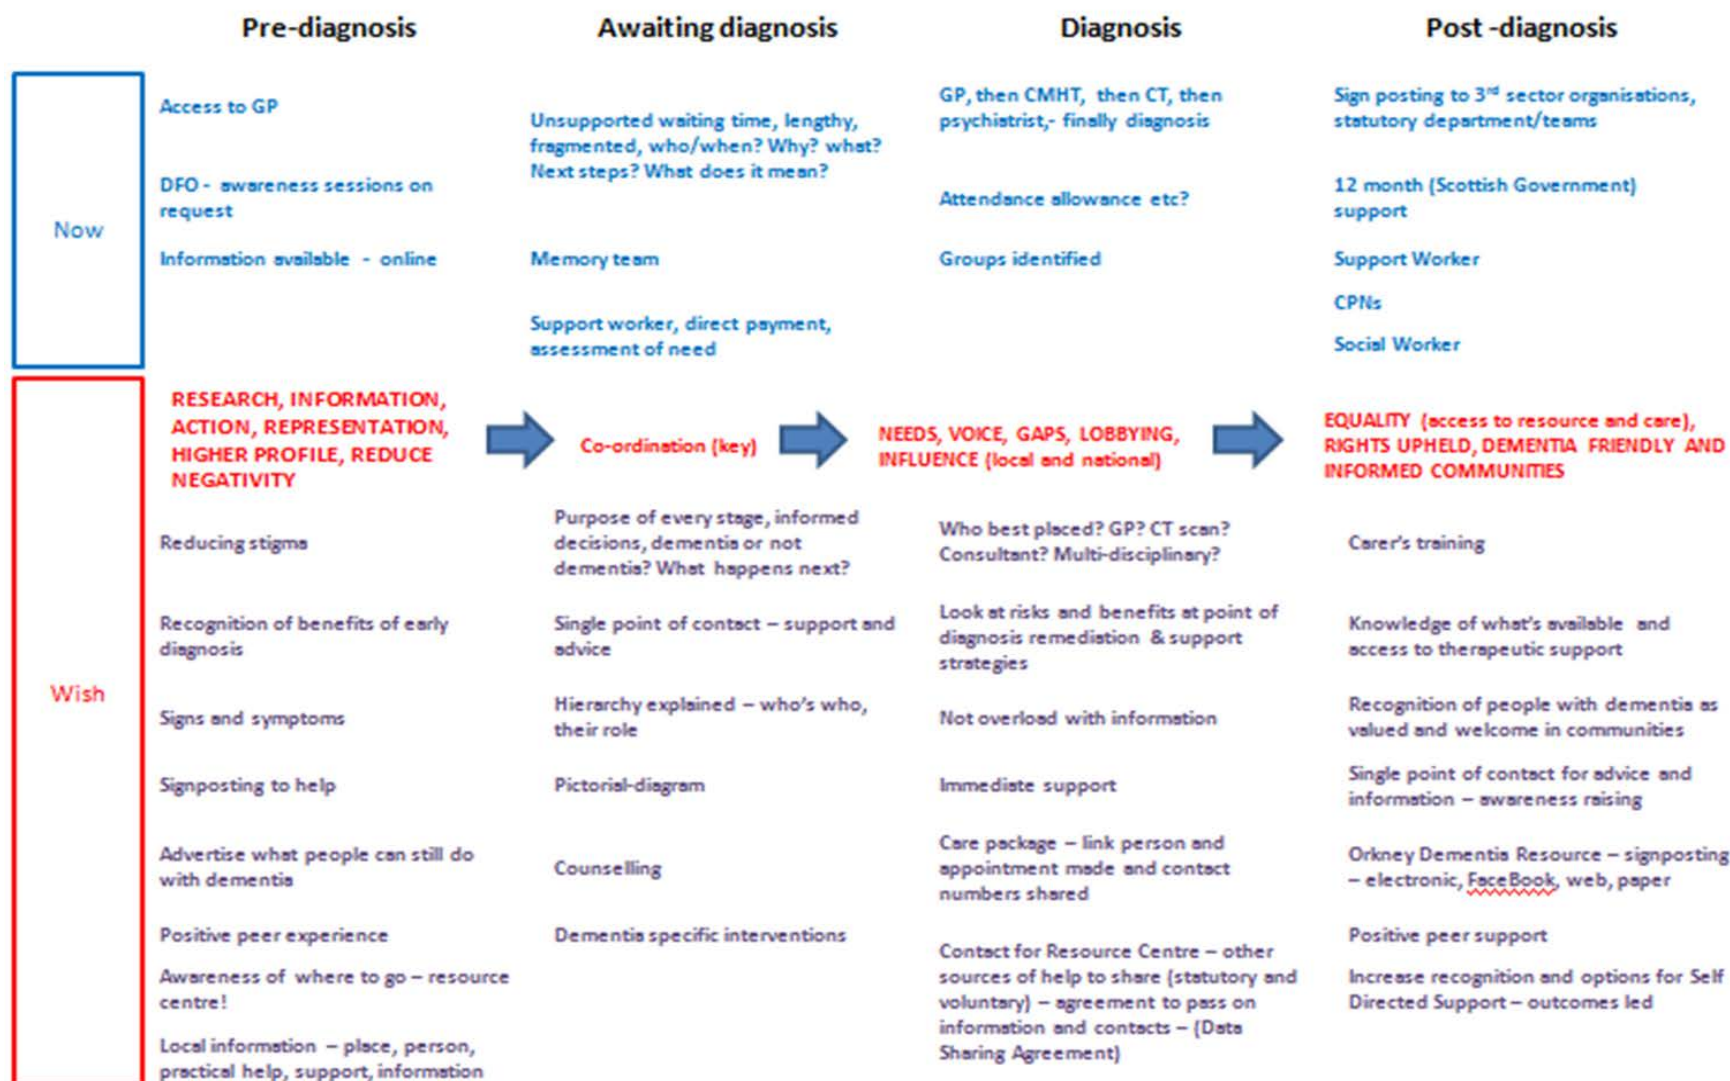 Pre-diagnosis
Awaiting diagnosis
Diagnosis
Post -diagnosis
Now
Access to GP
DFO - awareness sessions on
request
Information available - online
Unsupported waiting time, lengthy,
fragmented, who/when? Why? what?
Next steps? What does it mean?
Memory team
Support worker, direct payment,
assessment of need
GP, then CMHT, then CT, then
psychiatrist,- finally diagnosis
Attendance allowance etc?
Groups identified
Sign posting to 3rd sector organisations,
statutory department/teams
12 month (Scottish Government)
support
Support Worker
CPNs
Social Worker
Wish
RESEARCH, INFORMATION,
ACTION, REPRESENTATION,
HIGHER PROFILE, REDUCE
NEGATIVITY
Co-ordination (key)
NEEDS, VOICE, GAPS, LOBBYING,
INFLUENCE (local and national)
EQUALITY (access to resource and care),
RIGHTS UPHELD, DEMENTIA FRIENDLY AND
INFORMED COMMUNITIES
Reducing stigma
Recognition of benefits of early
diagnosis
Signs and symptoms
Signposting to help
Advertise what people can still do
with dementia
Positive peer experience
Awareness of where to go – resource
centre!
Local information – place, person,
practical help, support, information
Purpose of every stage, informed
decisions, dementia or not
dementia? What happens next?
Single point of contact – support and
advice
Hierarchy explained – who's who,
their role
Pictorial-diagram
Counselling
Dementia specific interventions
Who best placed? GP? CT scan?
Consultant? Multi-disciplinary?
Look at risks and benefits at point of
diagnosis remediation & support
strategies
Not overload with information
Immediate support
Care package – link person and
appointment made and contact
numbers shared
Contact for Resource Centre – other
sources of help to share (statutory and
voluntary) – agreement to pass on
information and contacts – (Data
Sharing Agreement)
Carer's training
Knowledge of what's available and
access to therapeutic support
Recognition of people with dementia as
valued and welcome in communities
Single point of contact for advice and
information – awareness raising
Orkney Dementia Resource – signposting
– electronic, FaceBook, web, paper
Positive peer support
Increase recognition and options for Self
Directed Support – outcomes led